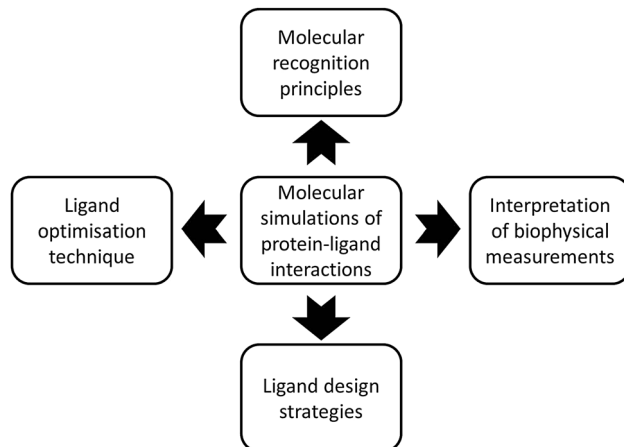 Molecular
recognition
principles
Ligand
optimisation
technique
Molecular
simulations of
protein-ligand
interactions
Interpretation
of biophysical
measurements
Ligand design
strategies